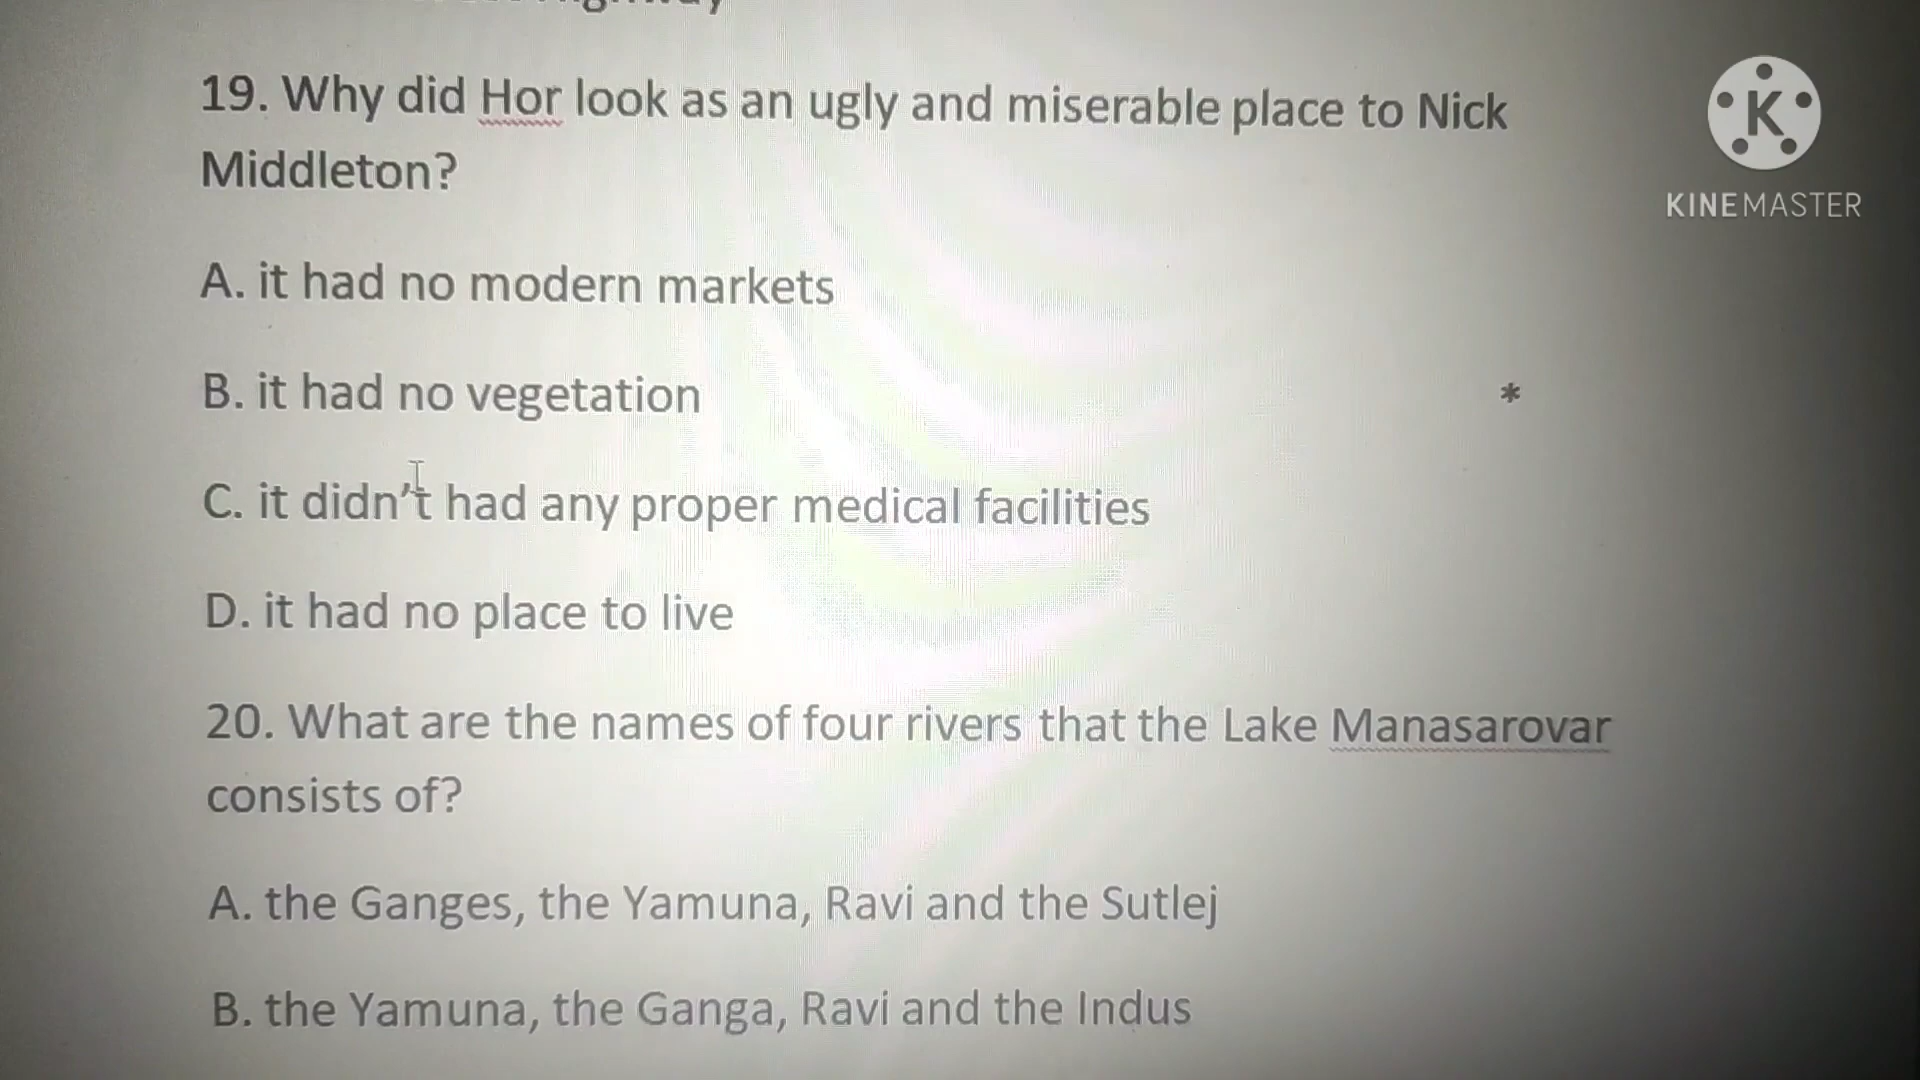 19. Why did Hor look as an ugly and miserable place to Nick
Middleton?
K
KINEMASTER
A. it had no modern markets
B. it had no vegetation *
C. it didn't had any proper medical facilities
D. it had no place to live
20. What are the names of four rivers that the Lake Manasarovar
consists of?
A. the Ganges, the Yamuna, Ravi and the Sutlej
B. the Yamuna, the Ganga, Ravi and the Indus